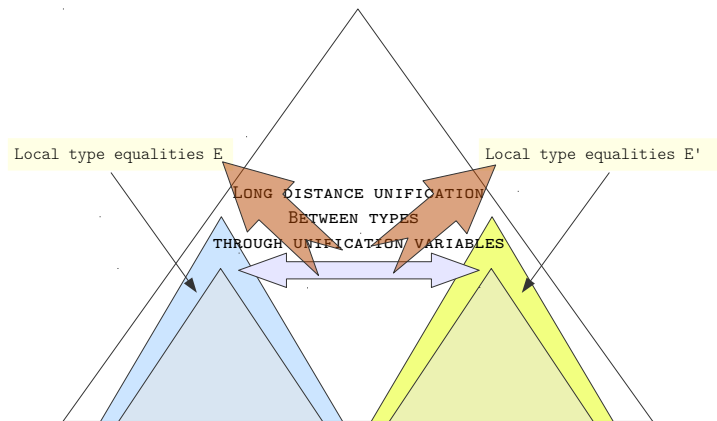 Local type equalities E
Local type equalities E'
Long distance unification
Between types
through unification variables